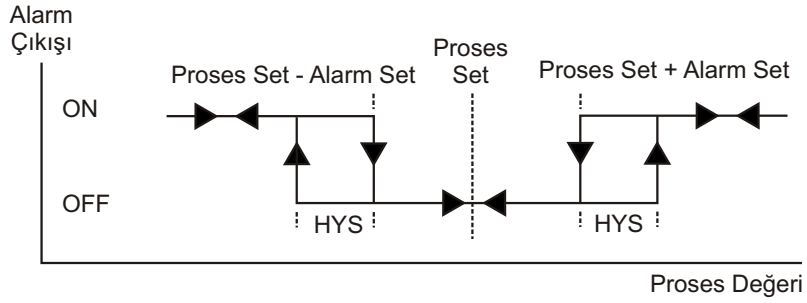 Alarm
Çıkışı
Proses
Set
Proses Set - Alarm Set
Proses Set + Alarm Set
ON
OFF
HYS
HYS
Proses Değeri